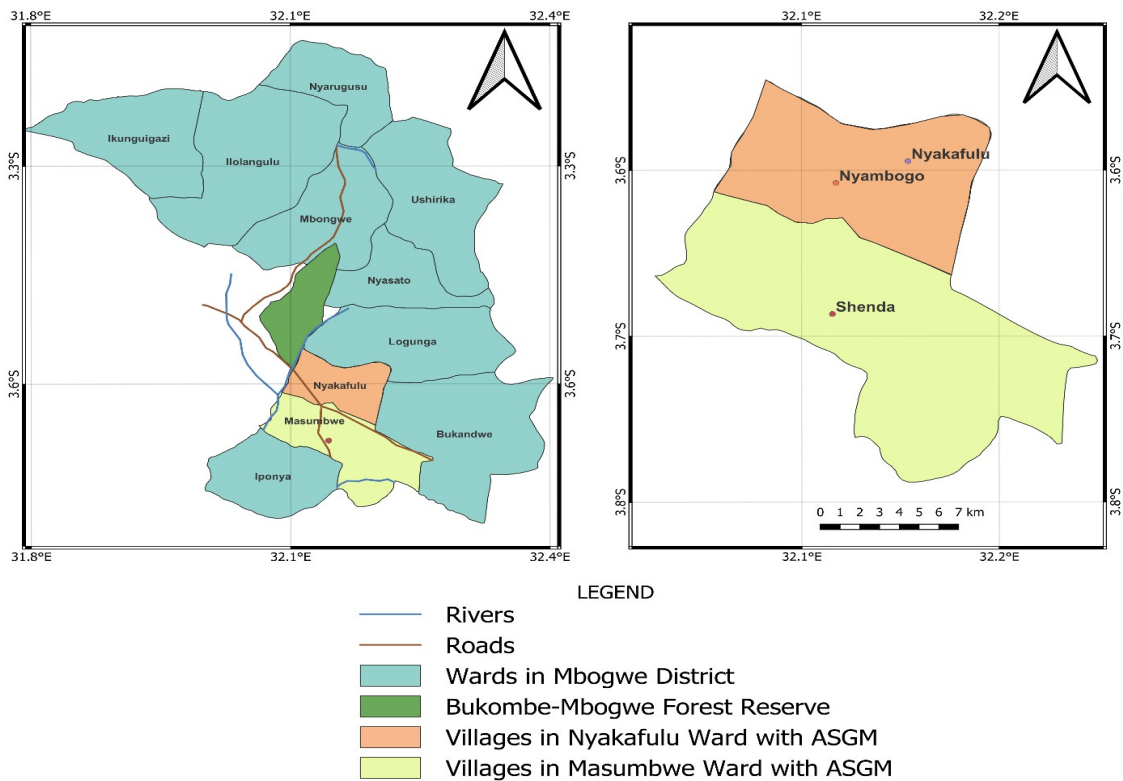 31.8°E 32.1°E 32.4°E
3.3°S
3.6°S
Nyarugusu
Ikunguigazi
Ilolangulu
Ushirika
Mbongwe
Nyasato
Logunga
Nyakafulu
Masumbwe
Bukandwe
Iponya
3.3°S
3.6°S
31.8°E 32.1°E 32.4°E
32.1°E 32.2°E
3.6°S
3.7°S
3.8°S
Nyakafulu
Nyambogo
Shenda
0 1 2 3 4 5 6 7 km
3.6°S
3.7°S
3.8°S
32.1°E 32.2°E
LEGEND
Rivers
Roads
Wards in Mbogwe District
Bukombe-Mbogwe Forest Reserve
Villages in Nyakafulu Ward with ASGM
Villages in Masumbwe Ward with ASGM